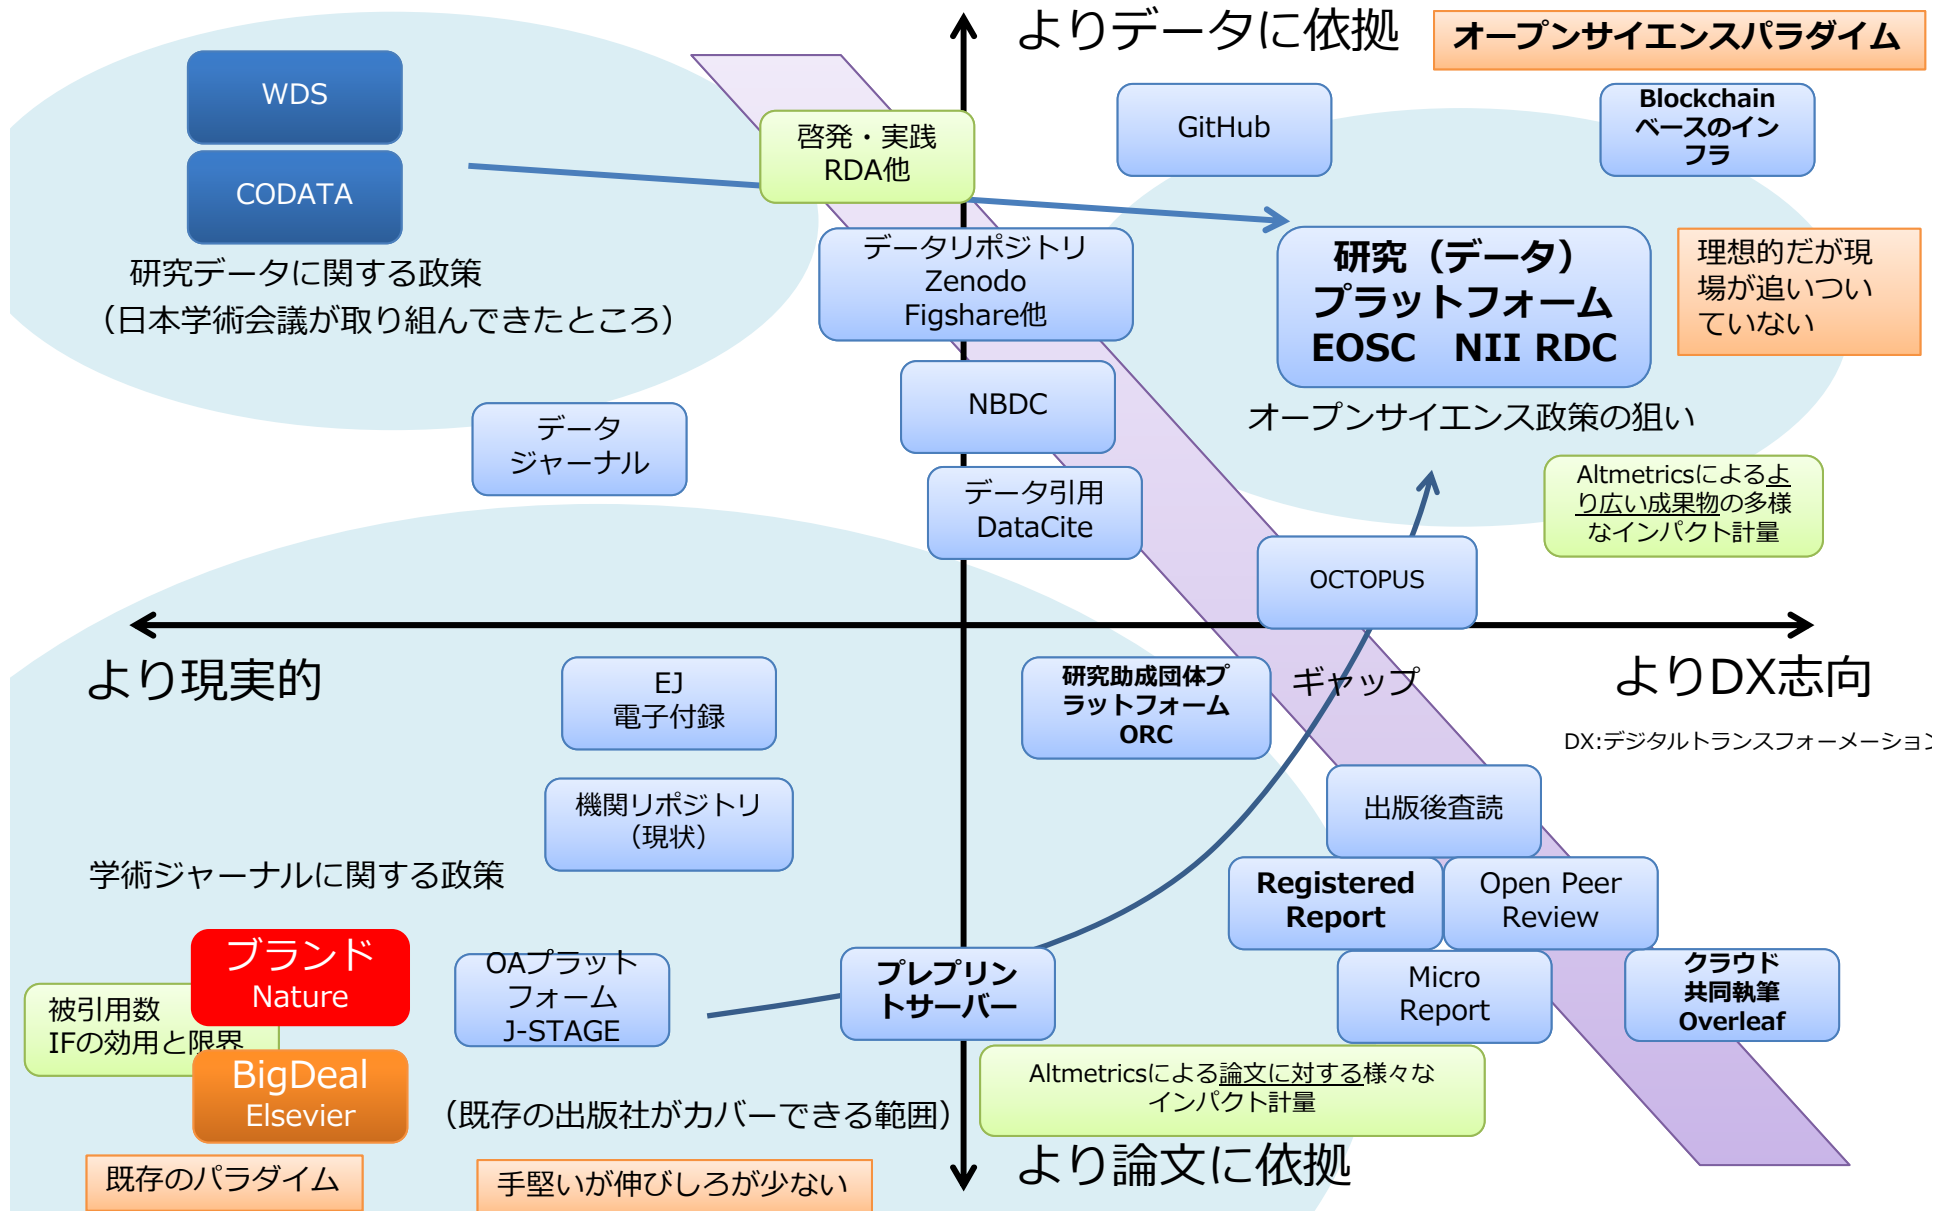 よりデータに依拠
オープンサイエンスパラダイム
WDS
CODATA
研究データに関する政策
（日本学術会議が取り組んできたところ）
啓発・実践
RDA他
GitHub
Blockchain
ベースのイン
フラ
データリポジトリ
Zenodo
Figshare他
研究（データ）
プラットフォーム
EOSC　NII RDC
理想的だが現
場が追いつい
ていない
オープンサイエンス政策の狙い
NBDC
データ
ジャーナル
データ引用
DataCite
Altmetricsによるよ
り広い成果物の多様
なインパクト計量
OCTOPUS
より現実的
よりDX志向
DX:デジタルトランスフォーメーション
EJ
電子付録
研究助成団体プ
ラットフォーム
ORC
ギャップ
機関リポジトリ
（現状）
出版後査読
学術ジャーナルに関する政策
Registered
Report
Open Peer
Review
ブランド
Nature
被引用数
IFの効用と限界
OAプラット
フォーム
J-STAGE
プレプリン
トサーバー
Micro
Report
クラウド
共同執筆
Overleaf
BigDeal
Elsevier
（既存の出版社がカバーできる範囲）
Altmetricsによる論文に対する様々な
インパクト計量
より論文に依拠
既存のパラダイム
手堅いが伸びしろが少ない